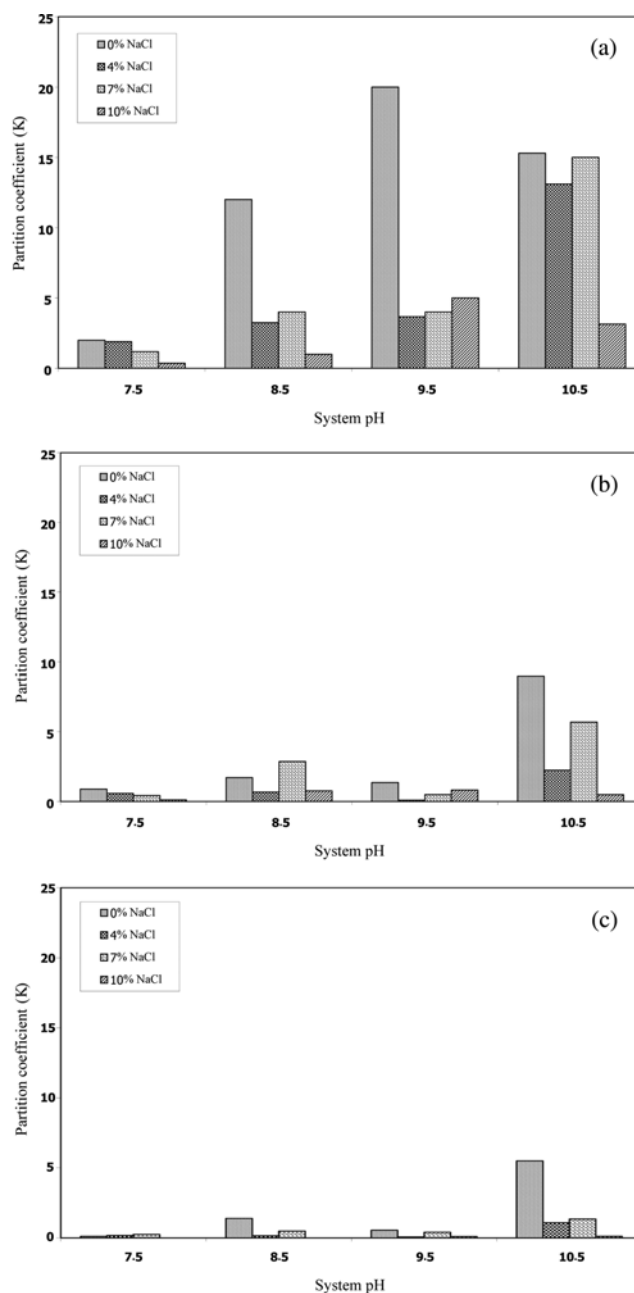 (a)
0% NaCl
4% NaCl
7% NaCl
10% NaCl
25
20
15
10
5
0
Partition coefficient (K)
7.5 8.5 9.5 10.5
System pH
(b)
0% NaCl
4% NaCl
7% NaCl
10% NaCl
25
20
15
10
5
0
Partition coefficient (K)
7.5 8.5 9.5 10.5
System pH
(c)
0% NaCl
4% NaCl
7% NaCl
10% NaCl
25
20
15
10
5
0
Partition coefficient (K)
7.5 8.5 9.5 10.5
System pH